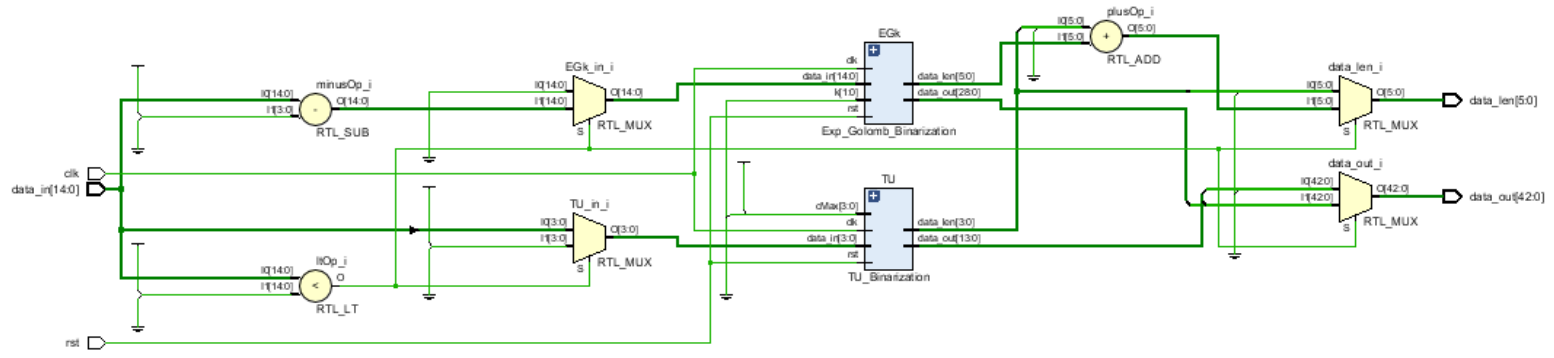 minusOp_i
I0[14:0]
I1[3:0]
O[14:0]
-
RTL_SUB
EGk_in_i
I0[14:0]
I1[14:0]
O[14:0]
S
RTL_MUX
EGk
clk
data_in[14:0]
k[1:0]
rst
data_len[5:0]
data_out[28:0]
Exp_Golomb_Binarization
plusOp_i
I0[5:0]
I1[5:0]
O[5:0]
+
RTL_ADD
data_len_i
I0[5:0]
I1[5:0]
O[5:0]
S
RTL_MUX
data_len[5:0]
clk
data_in[14:0]
TU_in_i
I0[3:0]
I1[3:0]
O[3:0]
S
RTL_MUX
TU
cMax[3:0]
clk
data_in[3:0]
rst
data_len[3:0]
data_out[13:0]
TU_Binarization
data_out_i
I0[42:0]
I1[42:0]
O[42:0]
S
RTL_MUX
data_out[42:0]
ltOp_i
I0[14:0]
I1[14:0]
O
<
RTL_LT
rst